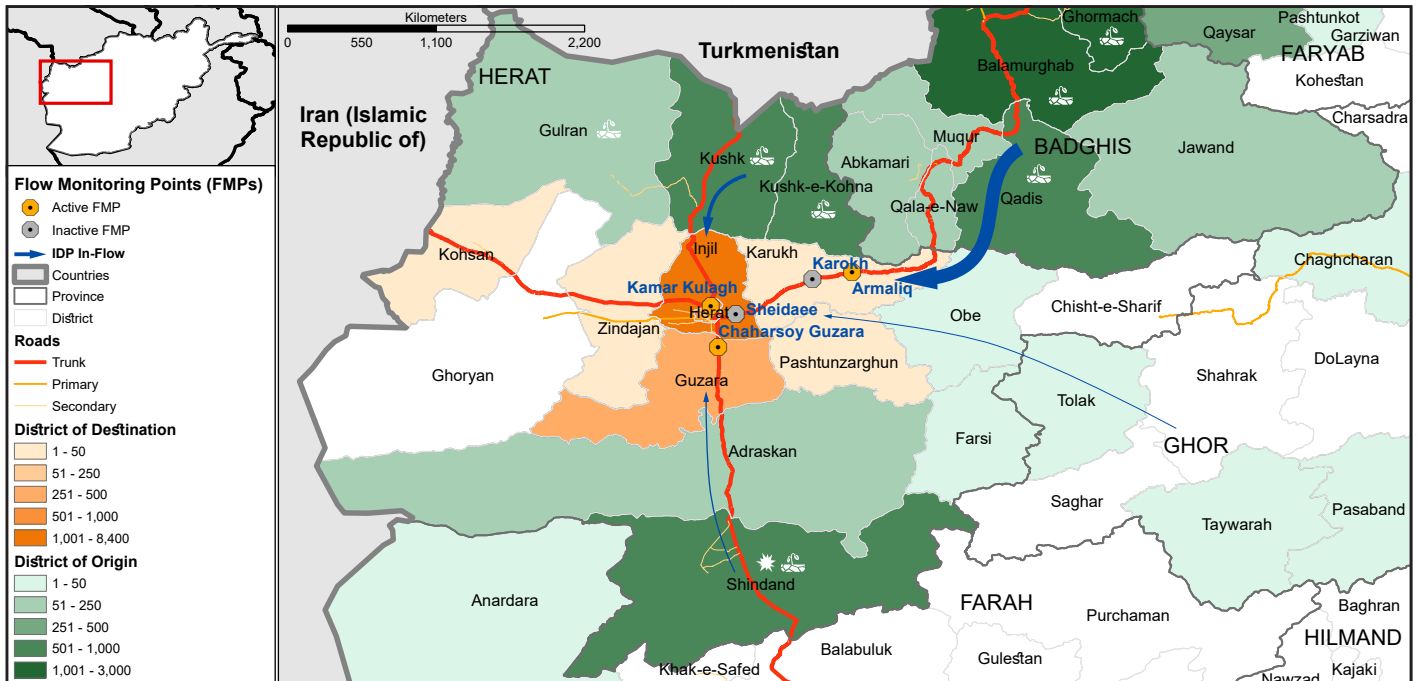 Kilometers
0 550 1,100 2,200
Turkmenistan
Iran (Islamic
Republic of)
HERAT
BADGHIS
FARYAB
GHOR
FARAH
HILMAND
Ghormach
Pashtunkot
Qaysar
Garziwan
Balamurghab
Kohestan
Charsadra
Gulran
Muqur
Kushk
Abkamari
Jawand
Kushk-e-Kohna
Qala-e-Naw
Qadis
Kohsan
Injil
Karukh
Karokh
Chaghcharan
Kamar Kulagh
Armaliq
Herat
Sheidaee
Chisht-e-Sharif
Zindajan
Chaharsoy Guzara
Obe
Pashtunzarghun
DoLayna
Ghoryan
Guzara
Shahrak
Tolak
Farsi
Adraskan
Saghar
Taywarah
Pasaband
Shindand
Anardara
Purchaman
Baghran
Balabuluk
Gulestan
Khak-e-Safed
Kajaki
Nawzad
Flow Monitoring Points (FMPs)
Active FMP
Inactive FMP
IDP In-Flow
Countries
Province
District
Roads
Trunk
Primary
Secondary
District of Destination
1 - 50
51 - 250
251 - 500
501 - 1,000
1,001 - 8,400
District of Origin
1 - 50
51 - 250
251 - 500
501 - 1,000
1,001 - 3,000